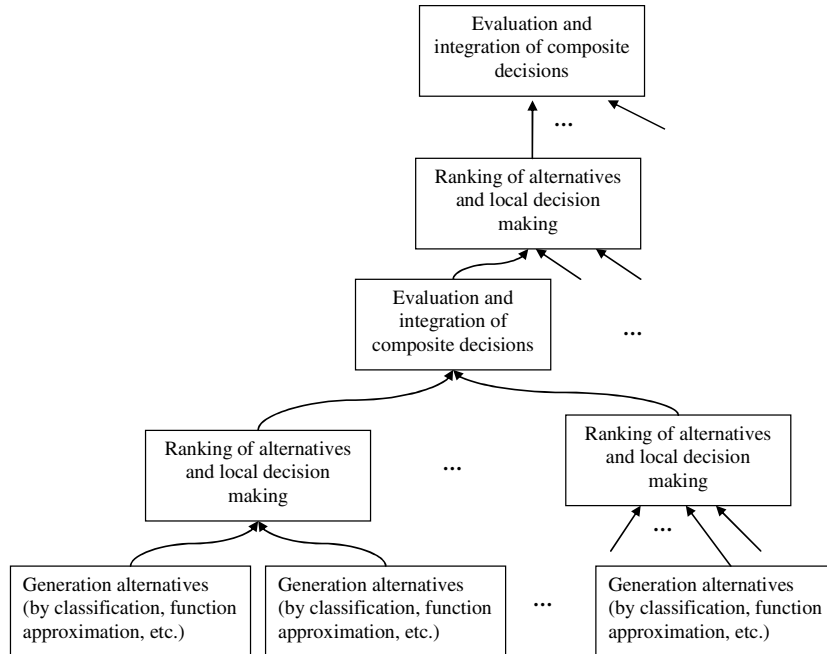 Evaluation and
integration of composite
decisions
...
Ranking of alternatives
and local decision
making
Evaluation and
integration of
composite decisions
...
Ranking of alternatives
and local decision
making
...
Ranking of alternatives
and local decision
making
...
Generation alternatives
(by classification, function
approximation, etc.)
Generation alternatives
(by classification, function
approximation, etc.)
...
Generation alternatives
(by classification, function
approximation, etc.)